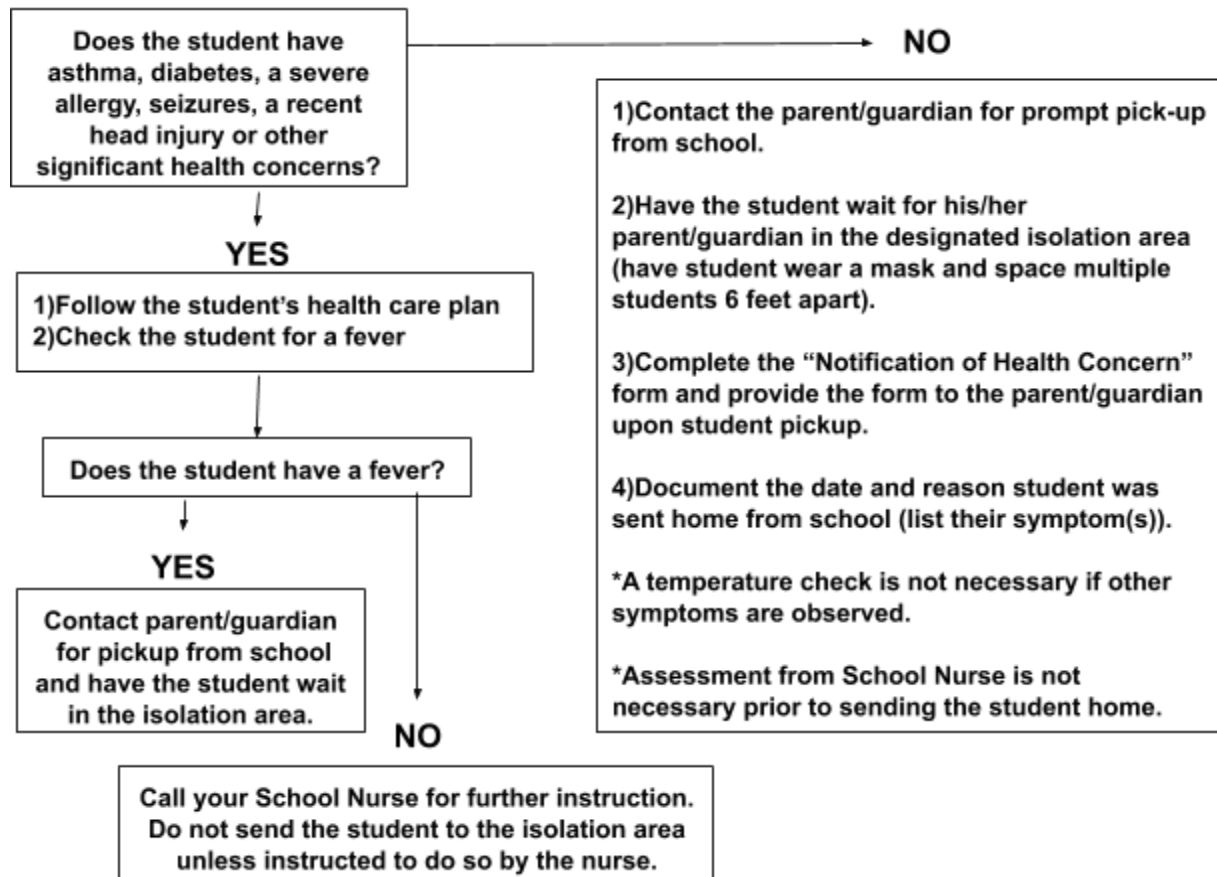 Does the student have
asthma, diabetes, a severe
allergy, seizures, a recent
head injury or other
significant health concerns?
NO
1)Contact the parent/guardian for prompt pick-up
from school.
2)Have the student wait for his/her
parent/guardian in the designated isolation area
(have student wear a mask and space multiple
students 6 feet apart).
3)Complete the “Notification of Health Concern”
form and provide the form to the parent/guardian
upon student pickup.
4)Document the date and reason student was
sent home from school (list their symptom(s)).
*A temperature check is not necessary if other
symptoms are observed.
*Assessment from School Nurse is not
necessary prior to sending the student home.
YES
1)Follow the student’s health care plan
2)Check the student for a fever
Does the student have a fever?
YES
Contact parent/guardian
for pickup from school
and have the student wait
in the isolation area.
NO
Call your School Nurse for further instruction.
Do not send the student to the isolation area
unless instructed to do so by the nurse.